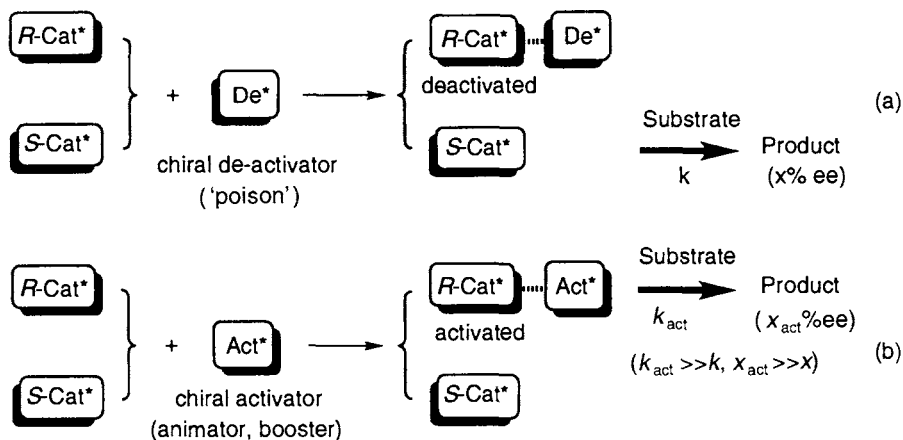 R-Cat*
R-Cat* De*
+ De* deactivated
(a)
S-Cat* S-Cat* Substrate
chiral de-activator k Product
('poison') (x% ee)
R-Cat* R-Cat* Act* Substrate
Product
activated k_act (x_act%ee)
+ Act* (k_act >>k, x_act >>x) (b)
S-Cat* chiral activator S-Cat*
(animator, booster)